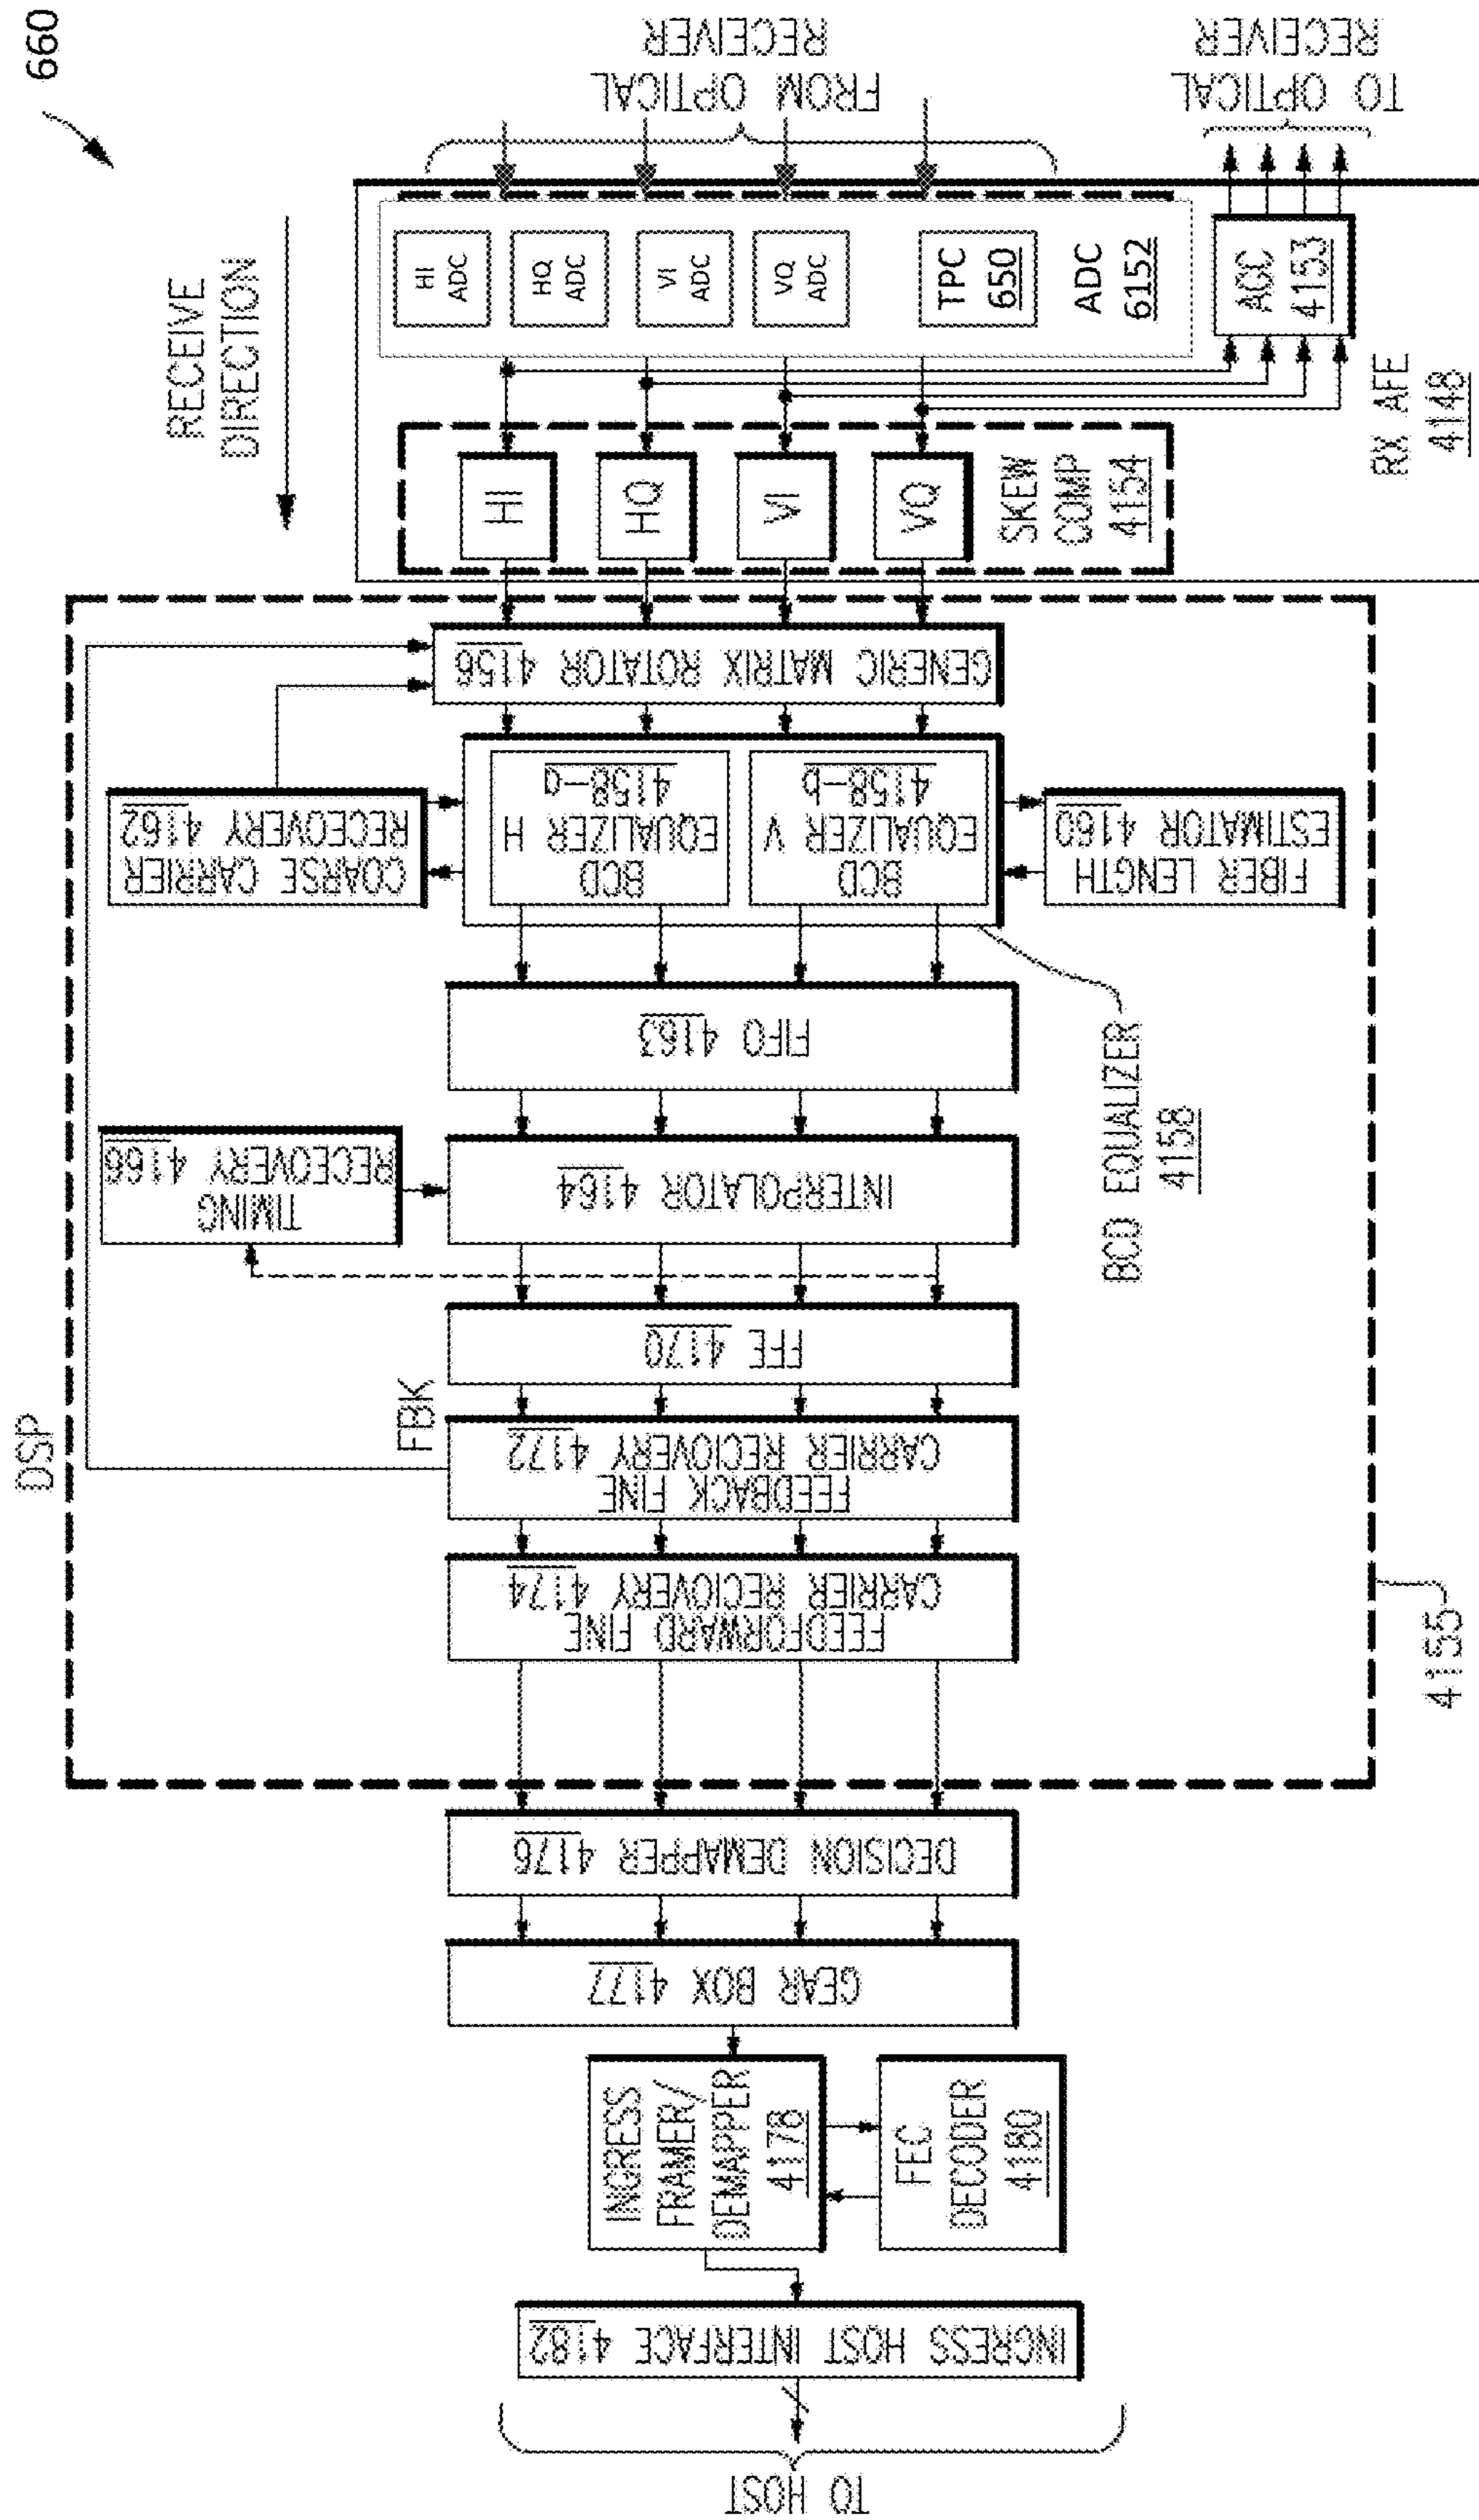 660
RECEIVE
DIRECTION
FROM OPTICAL
RECEIVER
TO OPTICAL
RECEIVER
HI
ADC
HQ
ADC
VI
ADC
VQ
ADC
TPC
650
ADC
6152
AGC
4153
RX AFE
4148
HI
HQ
VI
VQ
SKEW
COMP
4154
DSP
GENERIC MATRIX ROTATOR 4156
COARSE CARRIER
RECEOVERY 4162
BCD
EQUALIZER H
4158-a
BCD
EQUALIZER V
4158-b
FIBER LENGTH
ESTIMATOR 4160
BCD EQUALIZER
4158
FIFO 4163
TIMING
RECEOVERY 4166
INTERPOLATOR 4164
FFE 4170
FBK
FEEDBACK FINE
CARRIER RECIOVERY 4172
FEEDFORWARD FINE
CARRIER RECIOVERY 4174
4155
DECISION DEMAPPER 4176
GEAR BOX 4177
INGRESS
FRAMER/
DEMAPPER
4178
FEC
DECODER
4180
INGRESS HOST INTERFACE 4182
TO HOST